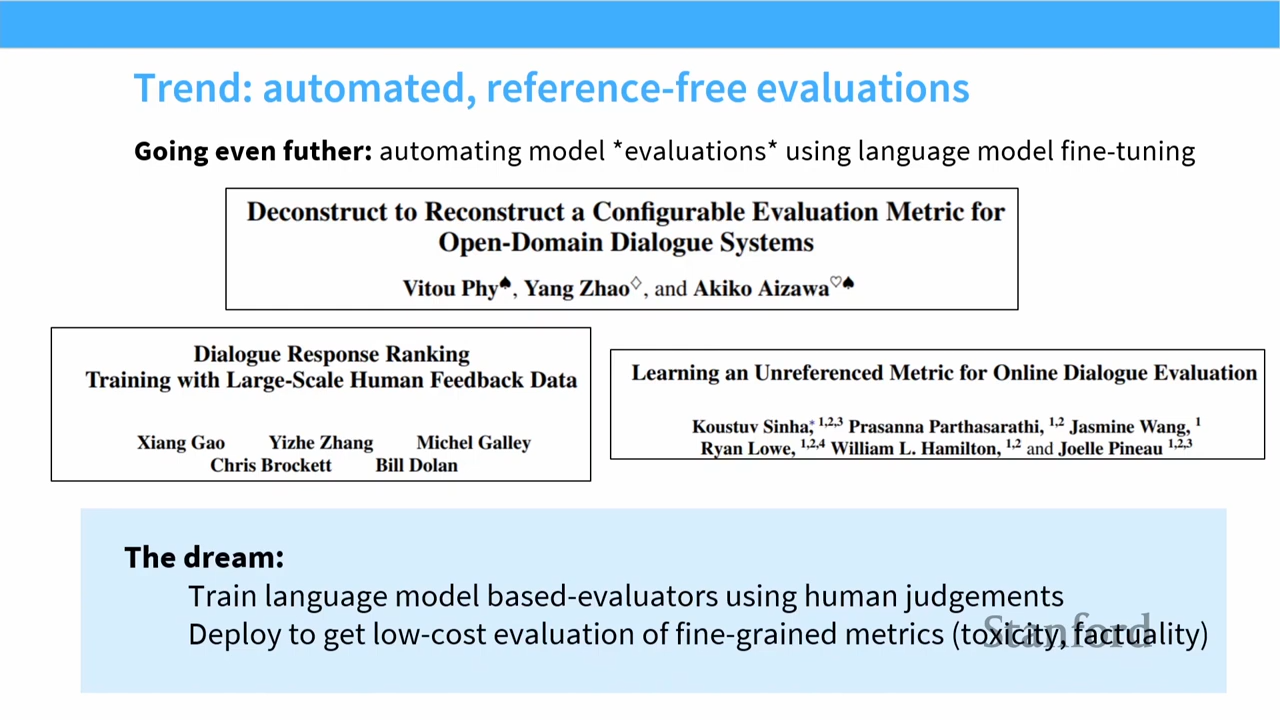 Trend: automated, reference-free evaluations
Going even futher: automating model *evaluations* using language model fine-tuning
Deconstruct to Reconstruct a Configurable Evaluation Metric for
Open-Domain Dialogue Systems
Vitou Phy♠, Yang Zhao♢, and Akiko Aizawa♡♠
Dialogue Response Ranking
Training with Large-Scale Human Feedback Data
Xiang Gao Yizhe Zhang Michel Galley
Chris Brockett Bill Dolan
Learning an Unreferenced Metric for Online Dialogue Evaluation
Koustuv Sinha,* 1,2,3 Prasanna Parthasarathi, 1,2 Jasmine Wang, 1
Ryan Lowe, 1,2,4 William L. Hamilton, 1,2 and Joelle Pineau 1,2,3
The dream:
Train language model based-evaluators using human judgements
Deploy to get low-cost evaluation of fine-grained metrics (toxicity, factuality)
Stanford